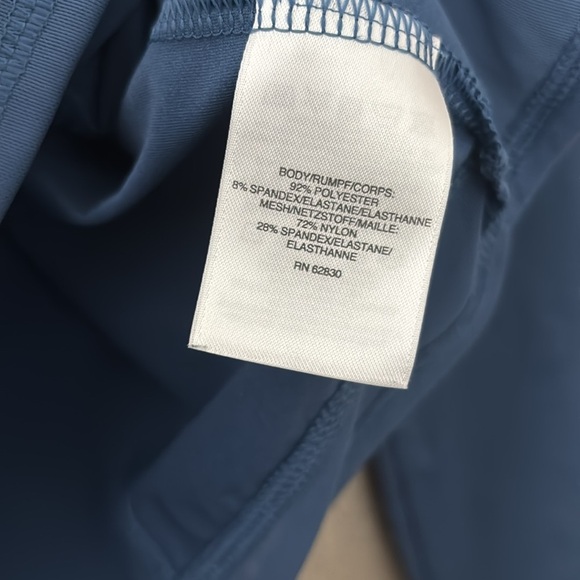 BODY/RUMPF/CORPS:
92% POLYESTER
8% SPANDEX/ELASTANE/ELASTHANNE
MESH/NETZSTOFF/MAILLE:
72% NYLON
28% SPANDEX/ELASTANE/
ELASTHANNE
RN 62830